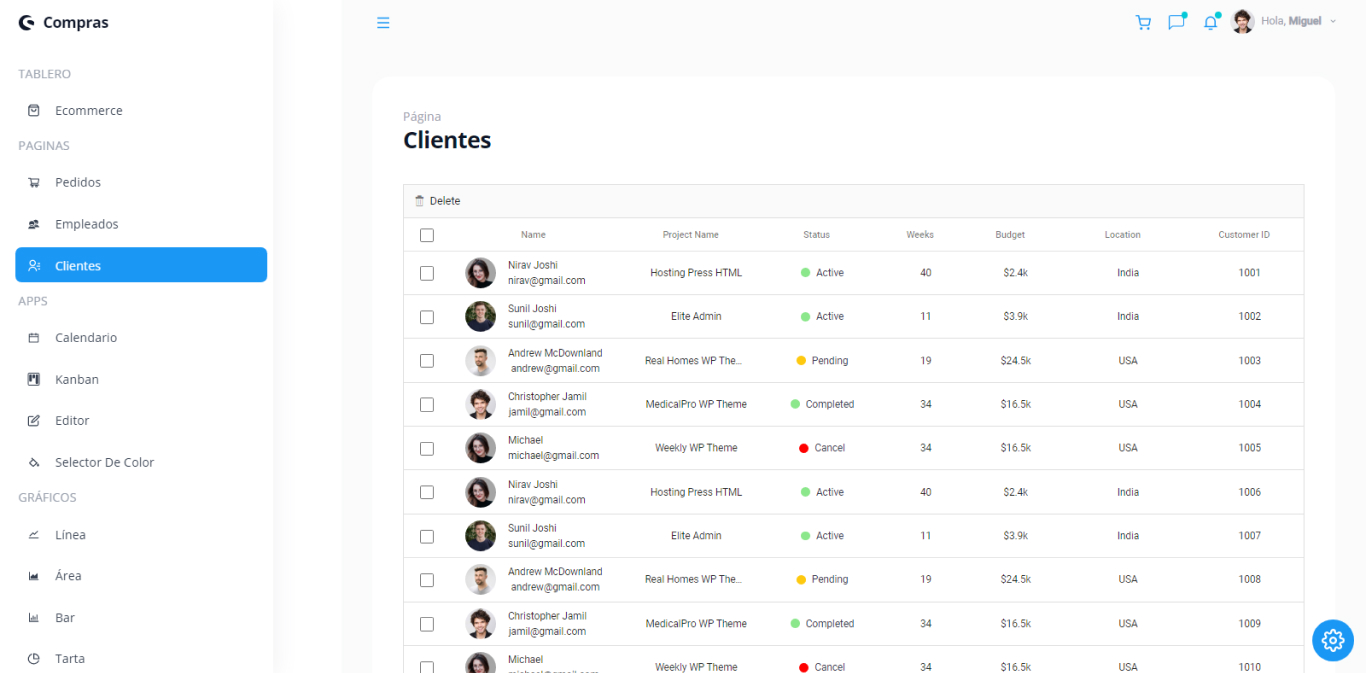 Compras
Hola, Miguel
TABLERO
Ecommerce
PAGINAS
Pedidos
Empleados
Clientes
APPS
Calendario
Kanban
Editor
Selector De Color
GRÁFICOS
Línea
Área
Bar
Tarta
Página
Clientes
Delete
Name Project Name Status Weeks Budget Location Customer ID
Nirav Joshi
nirav@gmail.com
Hosting Press HTML Active 40 $2.4k India 1001
Sunil Joshi
sunil@gmail.com
Elite Admin Active 11 $3.9k India 1002
Andrew McDownland
andrew@gmail.com
Real Homes WP The... Pending 19 $24.5k USA 1003
Christopher Jamil
jamil@gmail.com
MedicalPro WP Theme Completed 34 $16.5k USA 1004
Michael
michael@gmail.com
Weekly WP Theme Cancel 34 $16.5k USA 1005
Nirav Joshi
nirav@gmail.com
Hosting Press HTML Active 40 $2.4k India 1006
Sunil Joshi
sunil@gmail.com
Elite Admin Active 11 $3.9k India 1007
Andrew McDownland
andrew@gmail.com
Real Homes WP The... Pending 19 $24.5k USA 1008
Christopher Jamil
jamil@gmail.com
MedicalPro WP Theme Completed 34 $16.5k USA 1009
Michael
Weekly WP Theme Cancel 34 $16.5k USA 1010